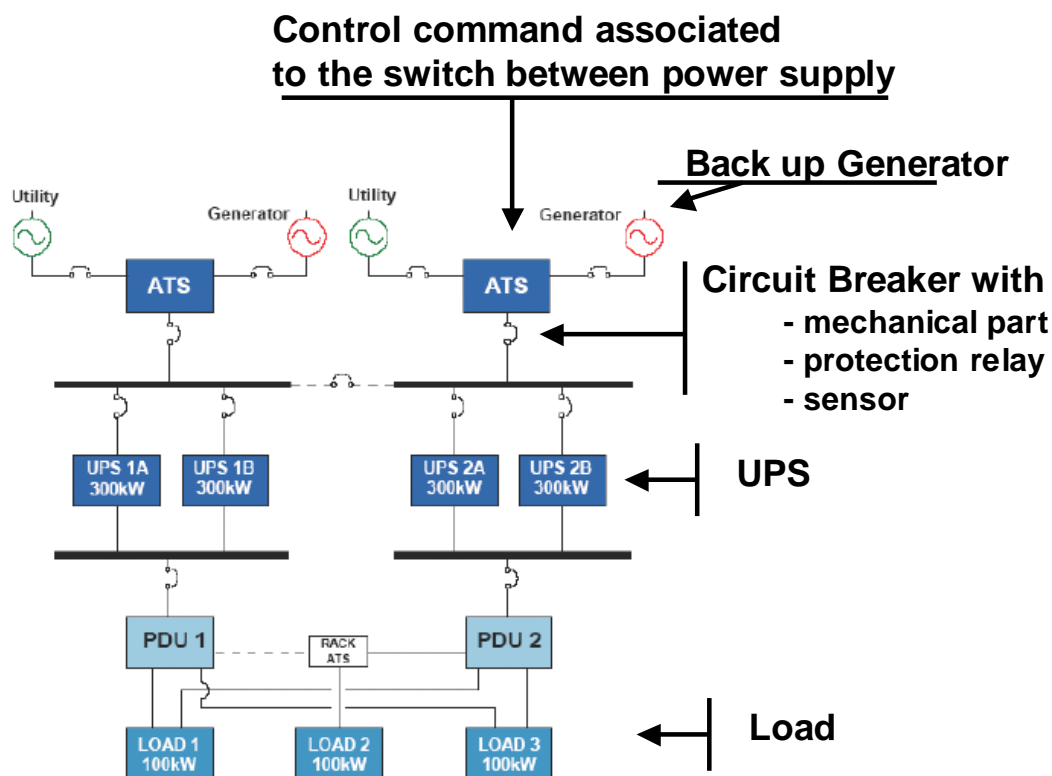 Control command associated
to the switch between power supply
Back up Generator
Utility
Generator
Utility
Generator
ATS
ATS
Circuit Breaker with
- mechanical part
- protection relay
- sensor
UPS 1A
300kW
UPS 1B
300kW
UPS 2A
300kW
UPS 2B
300kW
UPS
PDU 1
RACK
ATS
PDU 2
LOAD 1
100kW
LOAD 2
100kW
LOAD 3
100kW
Load